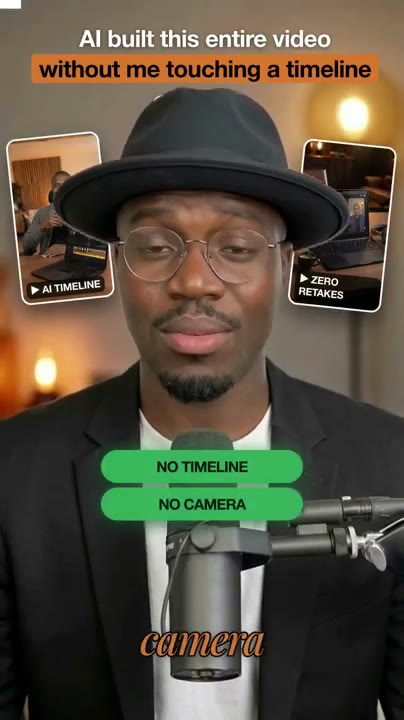 AI built this entire video
without me touching a timeline
AI TIMELINE
ZERO
RETAKES
NO TIMELINE
NO CAMERA
camera